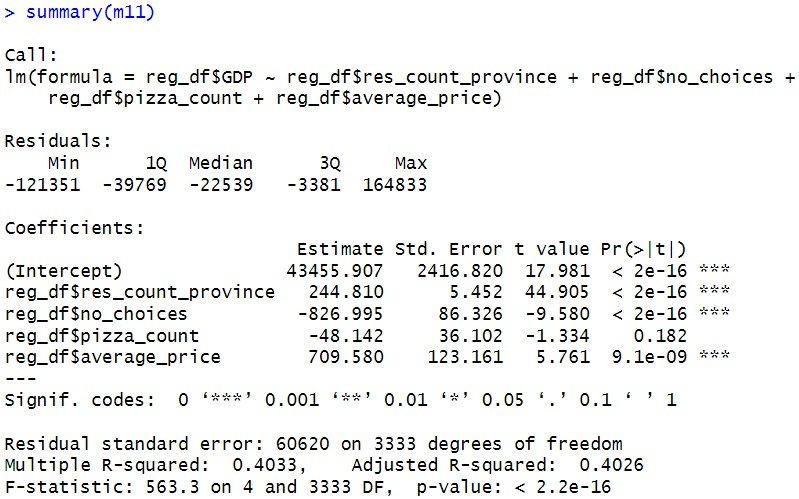 > summary(m11)
Call:
lm(formula = reg_df$GDP ~ reg_df$res_count_province + reg_df$no_choices +
    reg_df$pizza_count + reg_df$average_price)
Residuals:
    Min      1Q  Median      3Q     Max
-121351  -39769  -22539   -3381  164833
Coefficients:
                            Estimate Std. Error t value Pr(>|t|)
(Intercept)                43455.907   2416.820  17.981  < 2e-16 ***
reg_df$res_count_province    244.810      5.452  44.905  < 2e-16 ***
reg_df$no_choices           -826.995     86.326  -9.580  < 2e-16 ***
reg_df$pizza_count           -48.142     36.102  -1.334    0.182
reg_df$average_price         709.580    123.161   5.761  9.1e-09 ***
---
Signif. codes:  0 ‘***’ 0.001 ‘**’ 0.01 ‘*’ 0.05 ‘.’ 0.1 ‘ ’ 1
Residual standard error: 60620 on 3333 degrees of freedom
Multiple R-squared:  0.4033,    Adjusted R-squared:  0.4026
F-statistic: 563.3 on 4 and 3333 DF,  p-value: < 2.2e-16